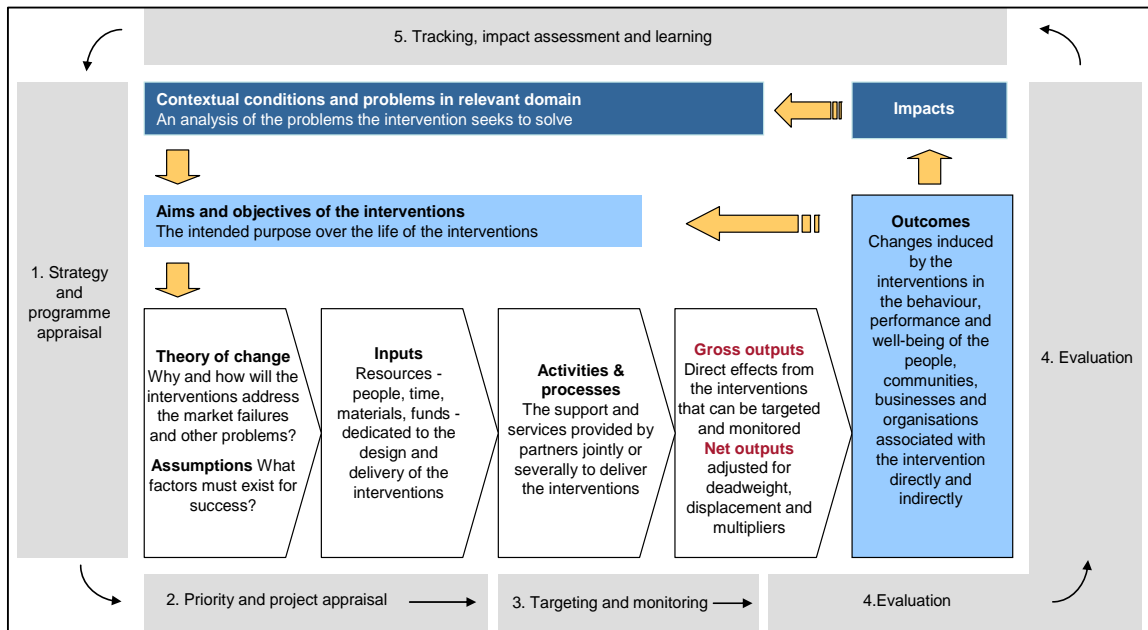 5. Tracking, impact assessment and learning
Contextual conditions and problems in relevant domain
An analysis of the problems the intervention seeks to solve
Impacts
Aims and objectives of the interventions
The intended purpose over the life of the interventions
1. Strategy
and
programme
appraisal
Theory of change
Why and how will the
interventions address
the market failures
and other problems?
Assumptions What
factors must exist for
success?
Inputs
Resources -
people, time,
materials, funds -
dedicated to the
design and
delivery of the
interventions
Activities &
processes
The support and
services provided by
partners jointly or
severally to deliver
the interventions
Gross outputs
Direct effects from
the interventions
that can be targeted
and monitored
Net outputs
adjusted for
deadweight,
displacement and
multipliers
Outcomes
Changes induced
by the
interventions in
the behaviour,
performance and
well-being of the
people,
communities,
businesses and
organisations
associated with
the intervention
directly and
indirectly
4. Evaluation
2. Priority and project appraisal
3. Targeting and monitoring
4.Evaluation